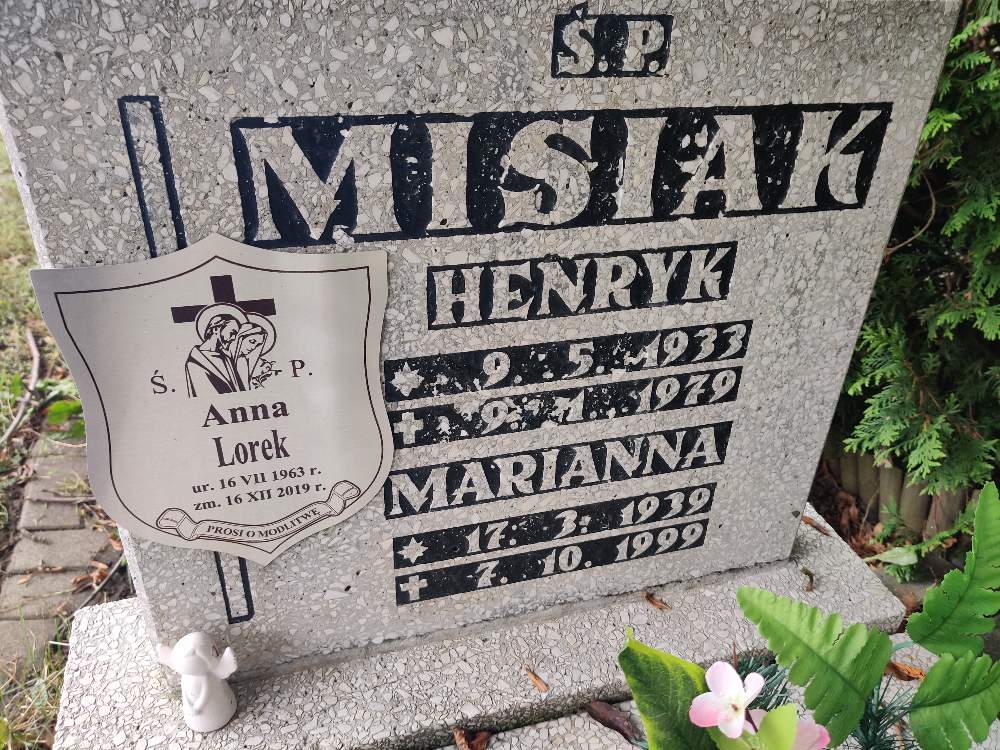 Ś. P.
MISIAK
HENRYK
9. 5. 1933
9. 1. 1979
MARIANNA
17. 3. 1939
7. 10. 1999
Ś. P.
Anna
Lorek
ur. 16 VII 1963 r.
zm. 16 XII 2019 r.
PROSI O MODLITWĘ